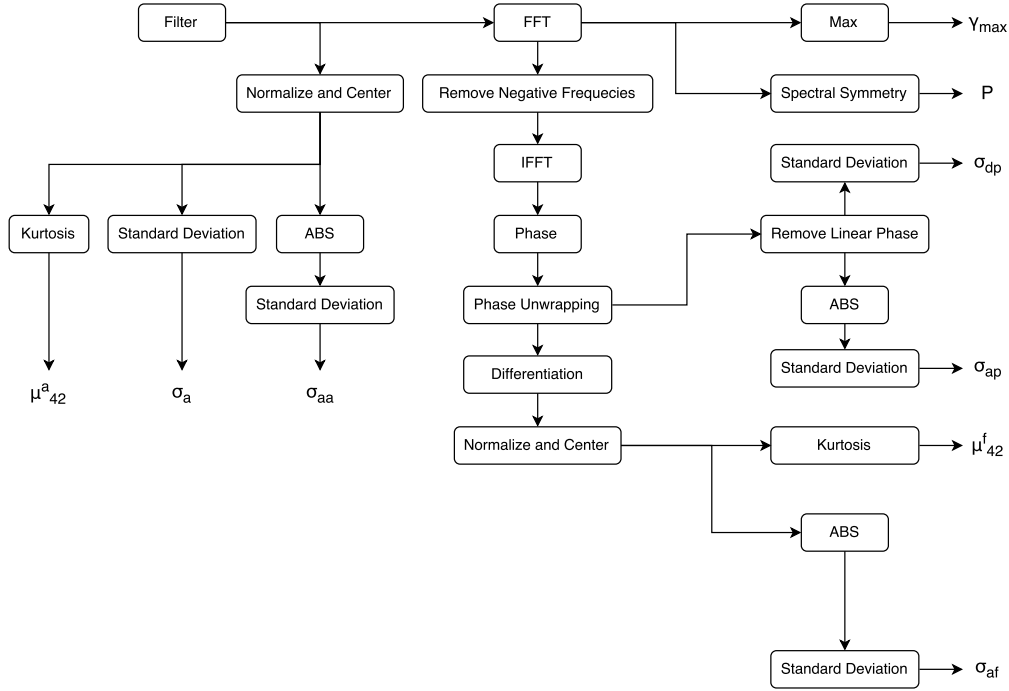 Filter
FFT
Max
γmax
Normalize and Center
Remove Negative Frequecies
Spectral Symmetry
P
IFFT
Standard Deviation
σdp
Kurtosis
Standard Deviation
ABS
Phase
Remove Linear Phase
Standard Deviation
Phase Unwrapping
ABS
Differentiation
Standard Deviation
σap
μa42
σa
σaa
Normalize and Center
Kurtosis
μf42
ABS
Standard Deviation
σaf